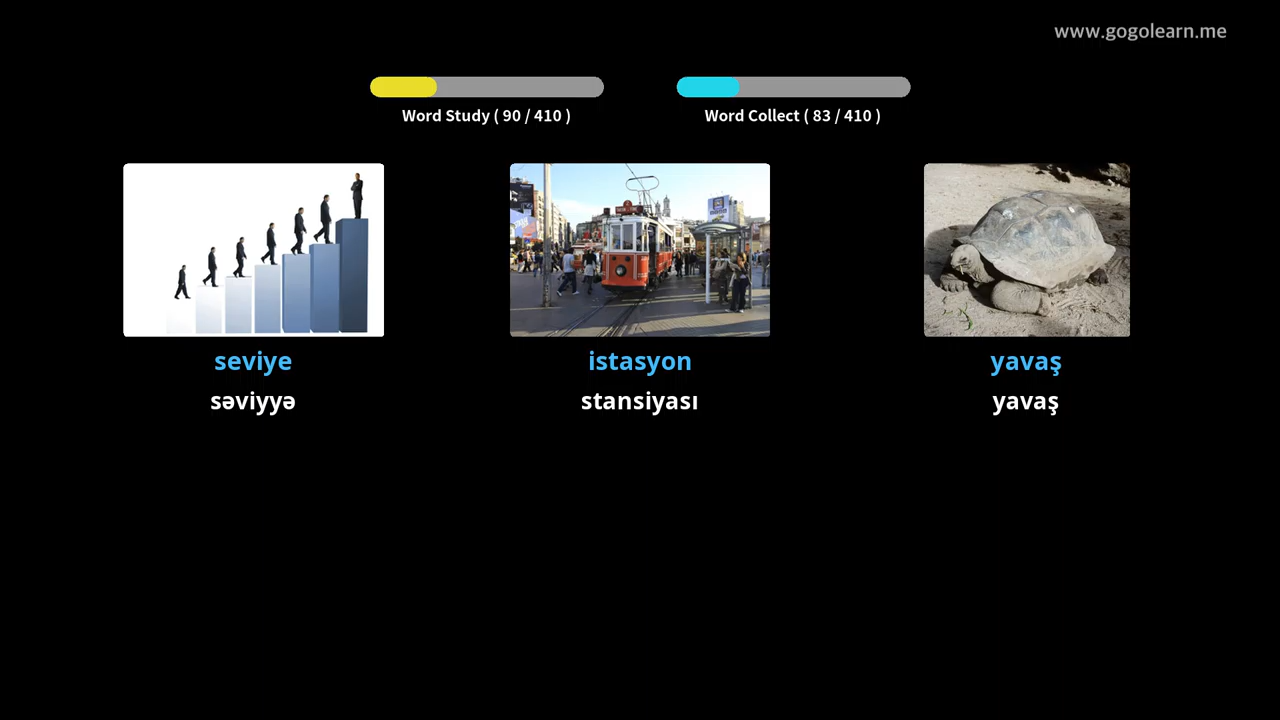 www.gogolearn.me
Word Study ( 90 / 410 )
Word Collect ( 83 / 410 )
seviye
səviyyə
istasyon
stansiyası
yavaş
yavaş